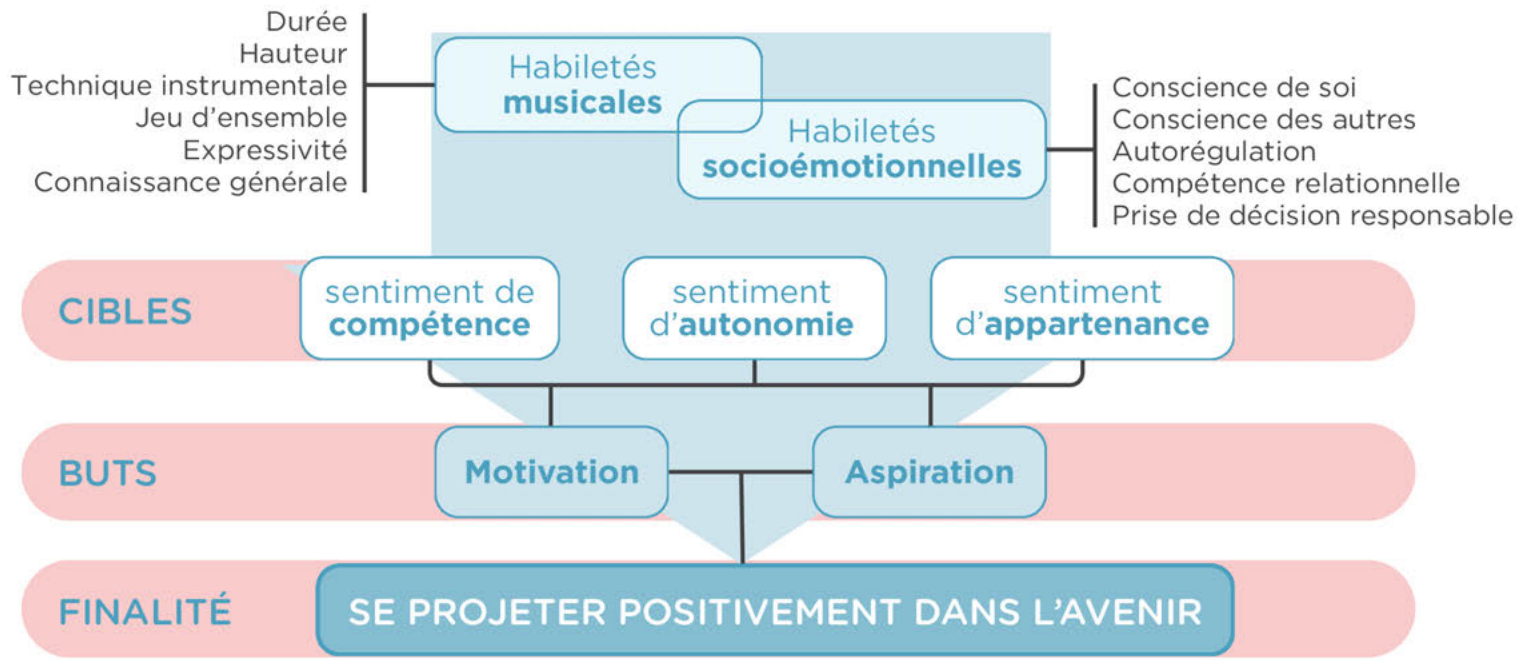 Durée
Hauteur
Technique instrumentale
Jeu d'ensemble
Expressivité
Connaissance générale
Habiletés
musicales
Habiletés
socioémotionnelles
Conscience de soi
Conscience des autres
Autorégulation
Compétence relationnelle
Prise de décision responsable
CIBLES
sentiment de
compétence
sentiment
d'autonomie
sentiment
d'appartenance
BUTS
Motivation
Aspiration
FINALITÉ
SE PROJETER POSITIVEMENT DANS L'AVENIR